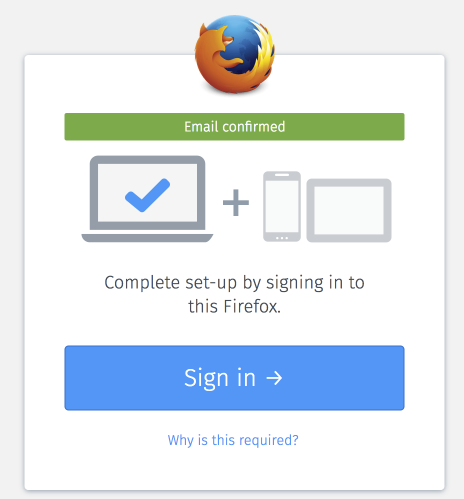 Email confirmed
Complete set-up by signing in to
this Firefox.
Sign in →
Why is this required?